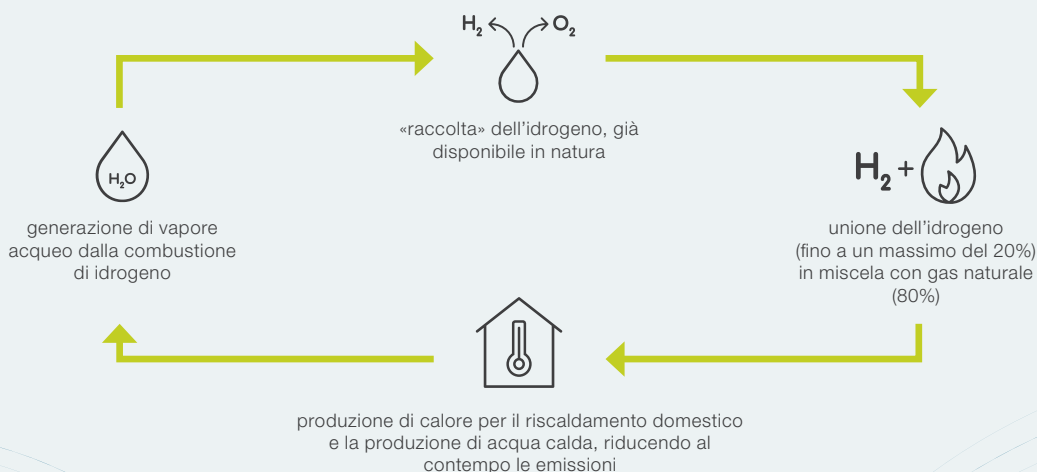 H₂ O₂
«raccolta» dell'idrogeno, già
disponibile in natura
H₂ +
unione dell'idrogeno
(fino a un massimo del 20%)
in miscela con gas naturale
(80%)
produzione di calore per il riscaldamento domestico
e la produzione di acqua calda, riducendo al
contempo le emissioni
H₂O
generazione di vapore
acqueo dalla combustione
di idrogeno